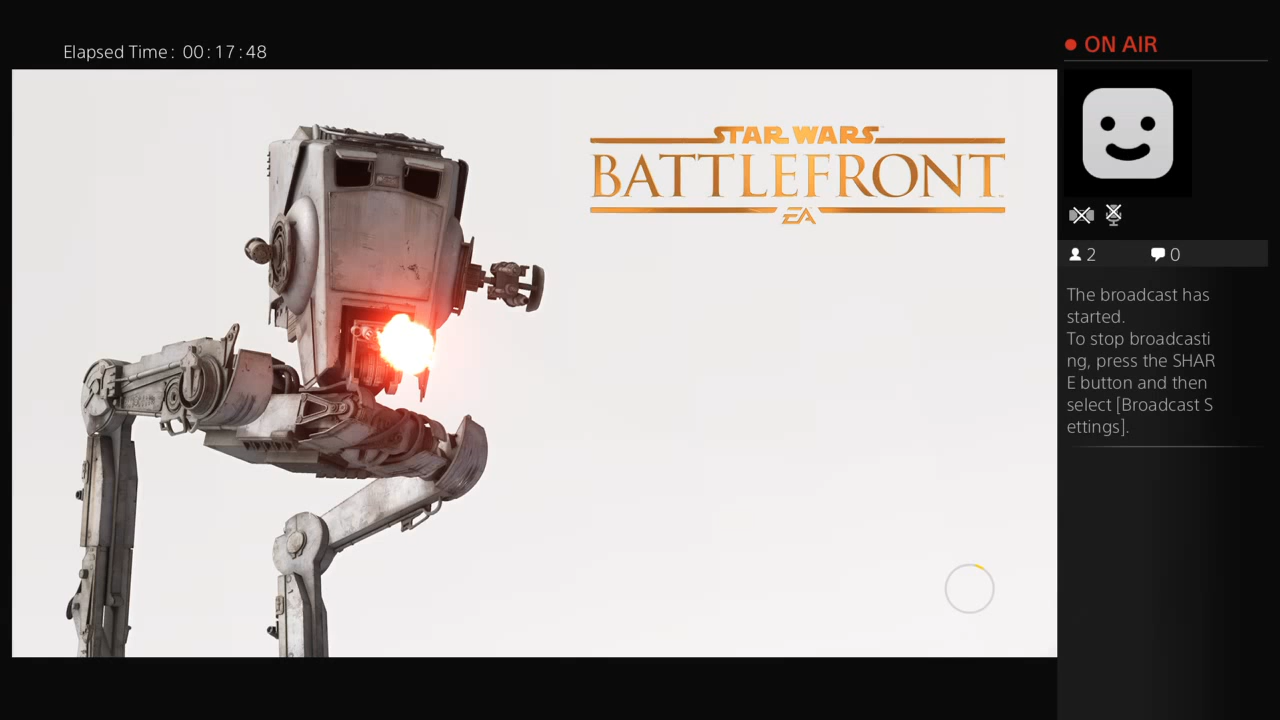 Elapsed Time: 00:17:48
ON AIR
STAR WARS
BATTLEFRONT
EA
2
0
The broadcast has
started.
To stop broadcasti
ng, press the SHAR
E button and then
select [Broadcast S
ettings].